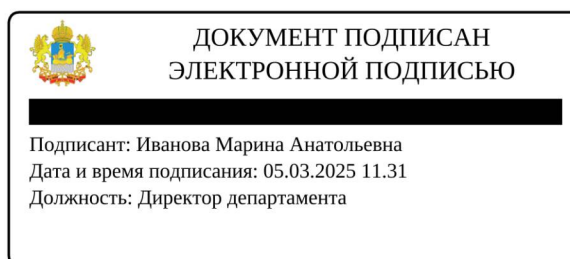 ДОКУМЕНТ ПОДПИСАН
ЭЛЕКТРОННОЙ ПОДПИСЬЮ
Подписант: Иванова Марина Анатольевна
Дата и время подписания: 05.03.2025 11.31
Должность: Директор департамента